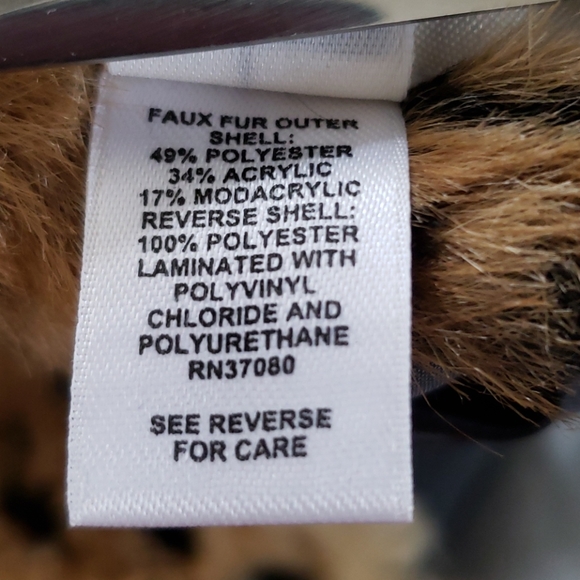 FAUX FUR OUTER
SHELL:
49% POLYESTER
34% ACRYLIC
17% MODACRYLIC
REVERSE SHELL:
100% POLYESTER
LAMINATED WITH
POLYVINYL
CHLORIDE AND
POLYURETHANE
RN37080
SEE REVERSE
FOR CARE